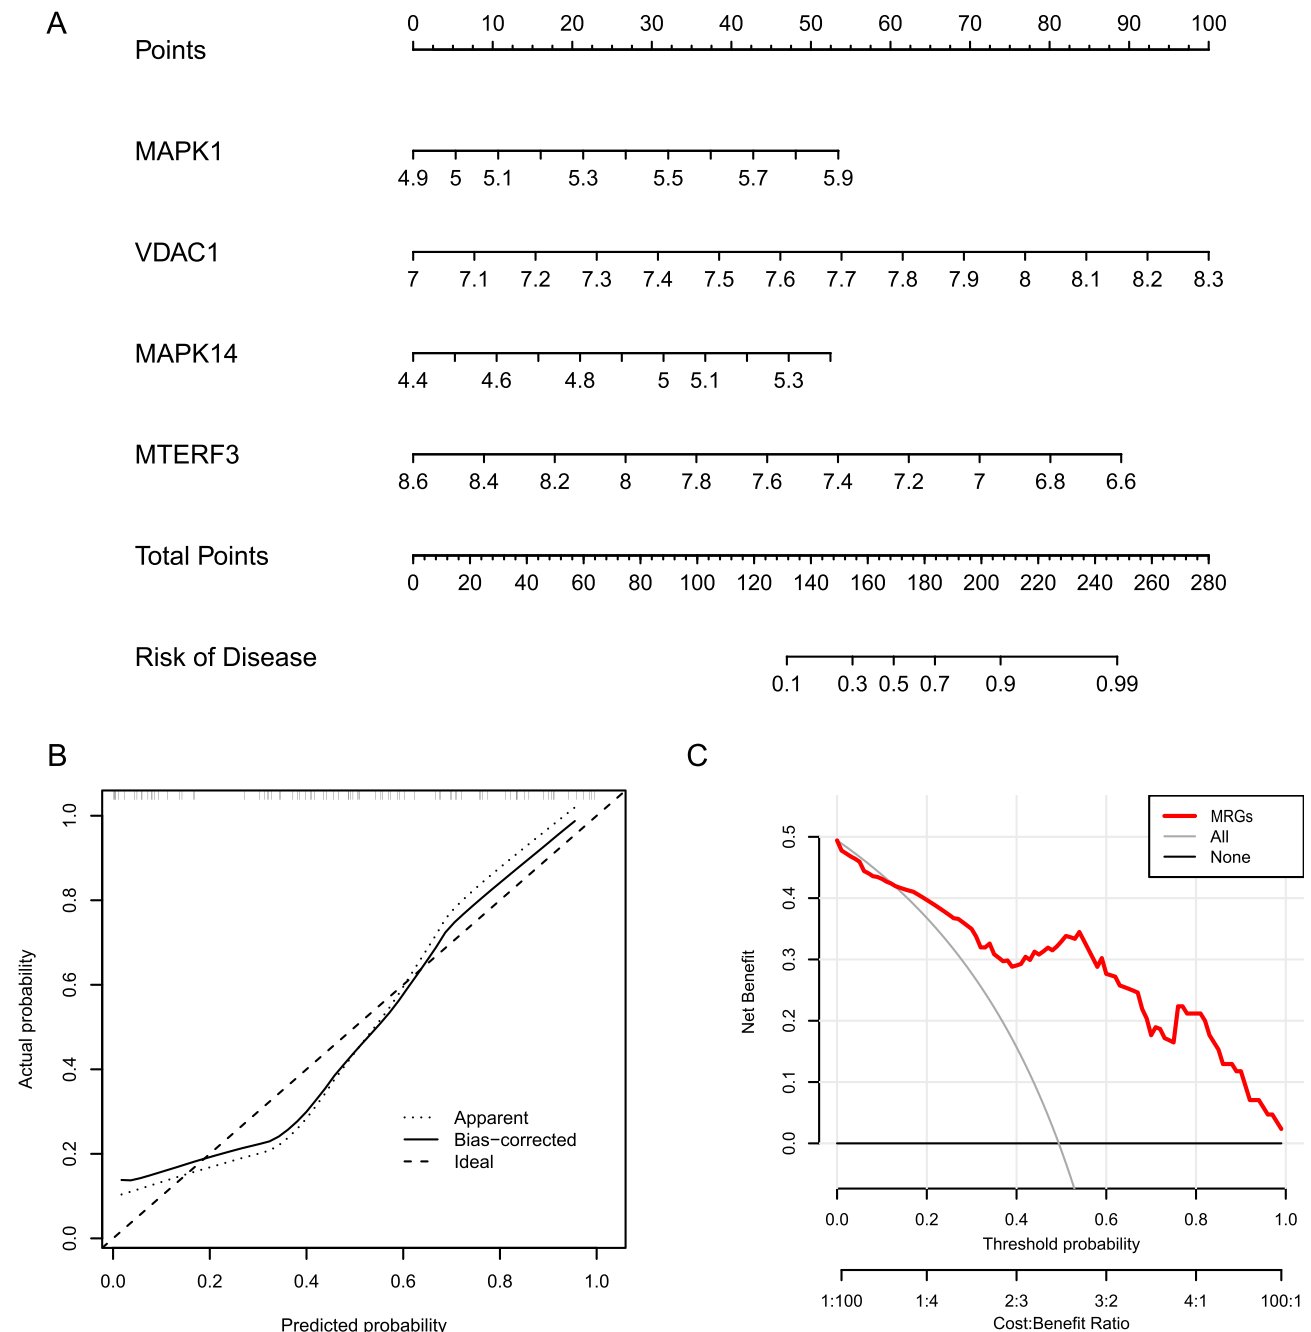 A
Points
0 10 20 30 40 50 60 70 80 90 100
MAPK1
4.9 5 5.1 5.3 5.5 5.7 5.9
VDAC1
7 7.1 7.2 7.3 7.4 7.5 7.6 7.7 7.8 7.9 8 8.1 8.2 8.3
MAPK14
4.4 4.6 4.8 5 5.1 5.3
MTERF3
8.6 8.4 8.2 8 7.8 7.6 7.4 7.2 7 6.8 6.6
Total Points
0 20 40 60 80 100 120 140 160 180 200 220 240 260 280
Risk of Disease
0.1 0.3 0.5 0.7 0.9 0.99
B
Actual probability
1.0
0.8
0.6
0.4
0.2
0.0
Apparent
Bias−corrected
Ideal
0.0 0.2 0.4 0.6 0.8 1.0
Predicted probability
C
MRGs
All
None
Net Benefit
0.5
0.4
0.3
0.2
0.1
0.0
0.0 0.2 0.4 0.6 0.8 1.0
Threshold probability
1:100 1:4 2:3 3:2 4:1 100:1
Cost:Benefit Ratio